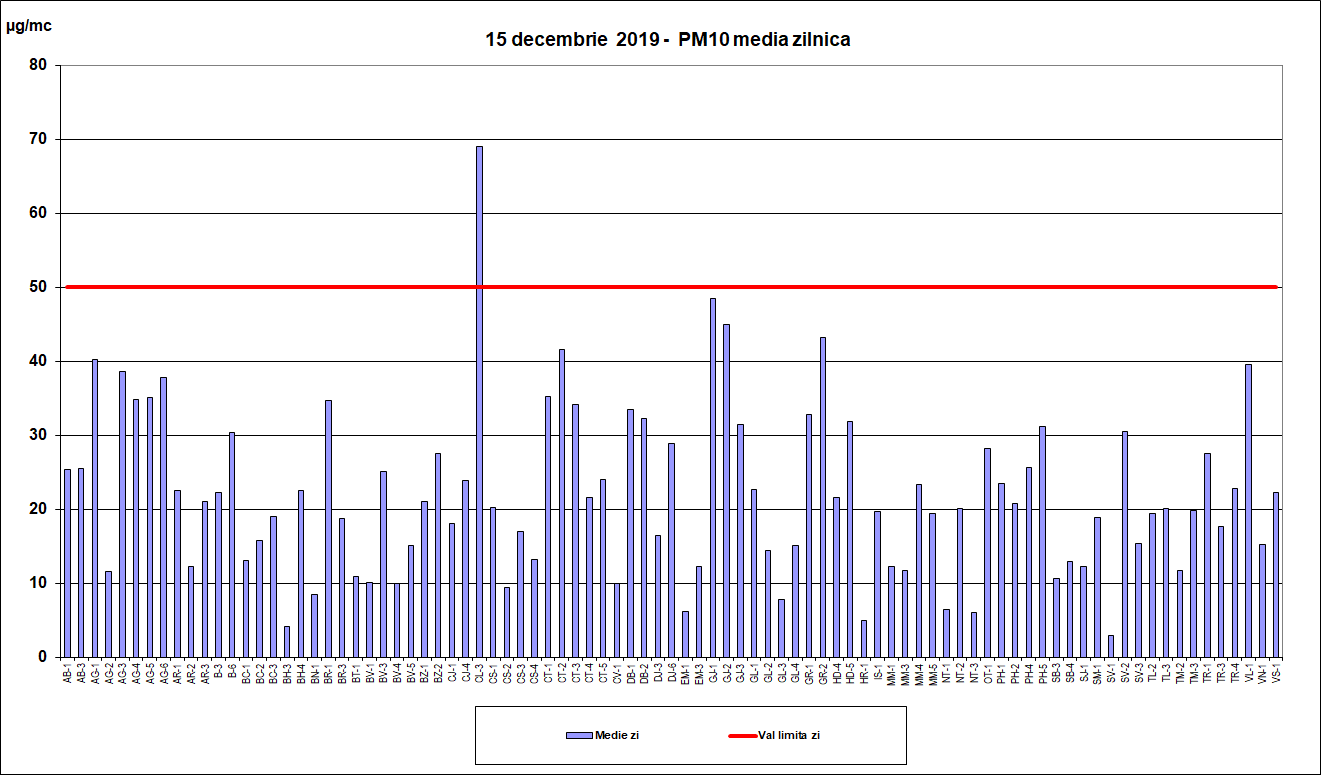 µg/mc
15 decembrie 2019 - PM10 media zilnica
80
70
60
50
40
30
20
10
0
AB-1 AB-3 AG-1 AG-2 AG-3 AG-4 AG-5 AG-6 AR-1 AR-2 AR-3 B-3 B-6 BC-1 BC-2 BC-3 BH-3 BH-4 BN-1 BR-1 BR-3 BT-1 BV-1 BV-3 BV-4 BV-5 BZ-1 BZ-2 CJ-1 CJ-4 CL-3 CS-1 CS-2 CS-3 CS-4 CT-1 CT-2 CT-3 CT-4 CT-5 CV-1 DB-1 DB-2 DJ-3 DJ-6 EM-1 EM-3 GJ-1 GJ-2 GJ-3 GL-1 GL-2 GL-3 GL-4 GR-1 GR-2 HD-4 HD-5 HR-1 IS-1 MM-1 MM-3 MM-4 MM-5 NT-1 NT-2 NT-3 OT-1 PH-1 PH-2 PH-4 PH-5 SB-3 SB-4 SJ-1 SM-1 SV-1 SV-2 SV-3 TL-2 TL-3 TM-2 TM-3 TR-1 TR-3 TR-4 VL-1 VN-1 VS-1
Medie zi Val limita zi